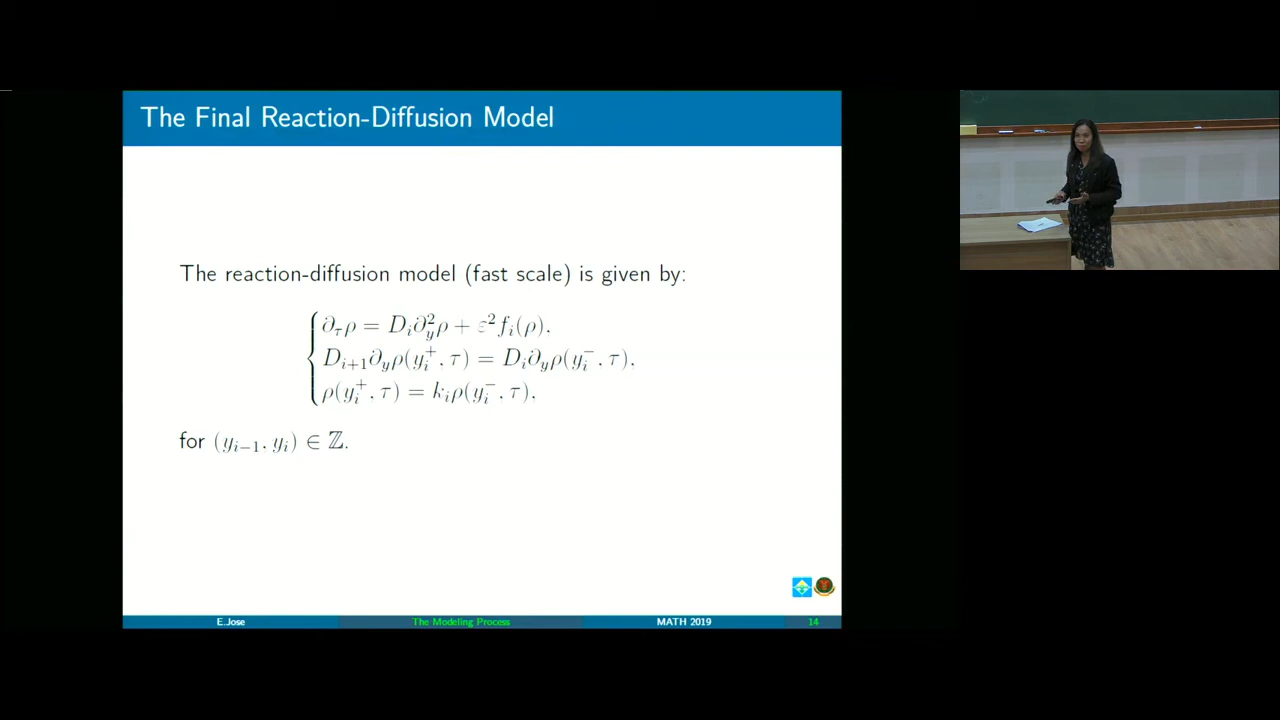 The Final Reaction-Diffusion Model
The reaction-diffusion model (fast scale) is given by:
∂_τρ = D_i∂_y^2ρ + ε^2f_i(ρ),
D_{i+1}∂_yρ(y_i^+, τ) = D_i∂_yρ(y_i^-, τ),
ρ(y_i^+, τ) = k_iρ(y_i^-, τ),
for (y_{i-1}, y_i) ∈ ℤ.
E.Jose The Modeling Process MATH 2019 14